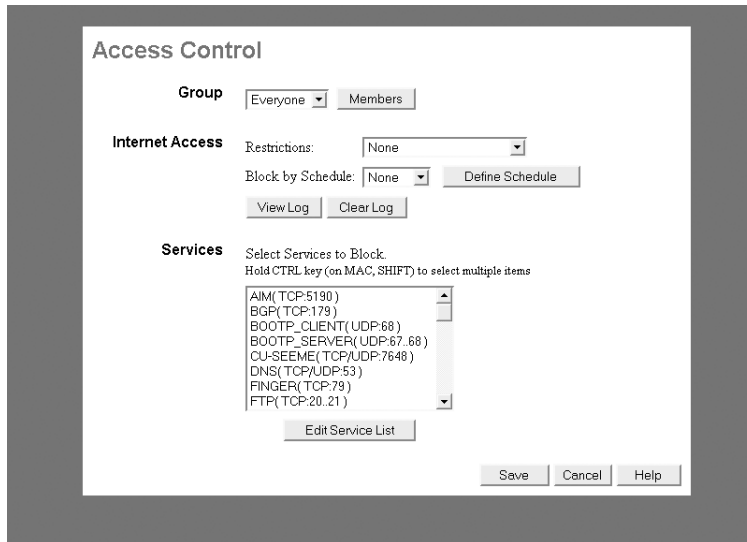 Access Control
Group Everyone Members
Internet Access Restrictions: None
Block by Schedule: None Define Schedule
View Log Clear Log
Services Select Services to Block.
Hold CTRL key (on MAC, SHIFT) to select multiple items
AIM(TCP:5190)
BGP(TCP:179)
BOOTP_CLIENT(UDP:68)
BOOTP_SERVER(UDP:67..68)
CU-SEEME(TCP/UDP:7648)
DNS(TCP/UDP:53)
FINGER(TCP:79)
FTP(TCP:20..21)
Edit Service List
Save Cancel Help